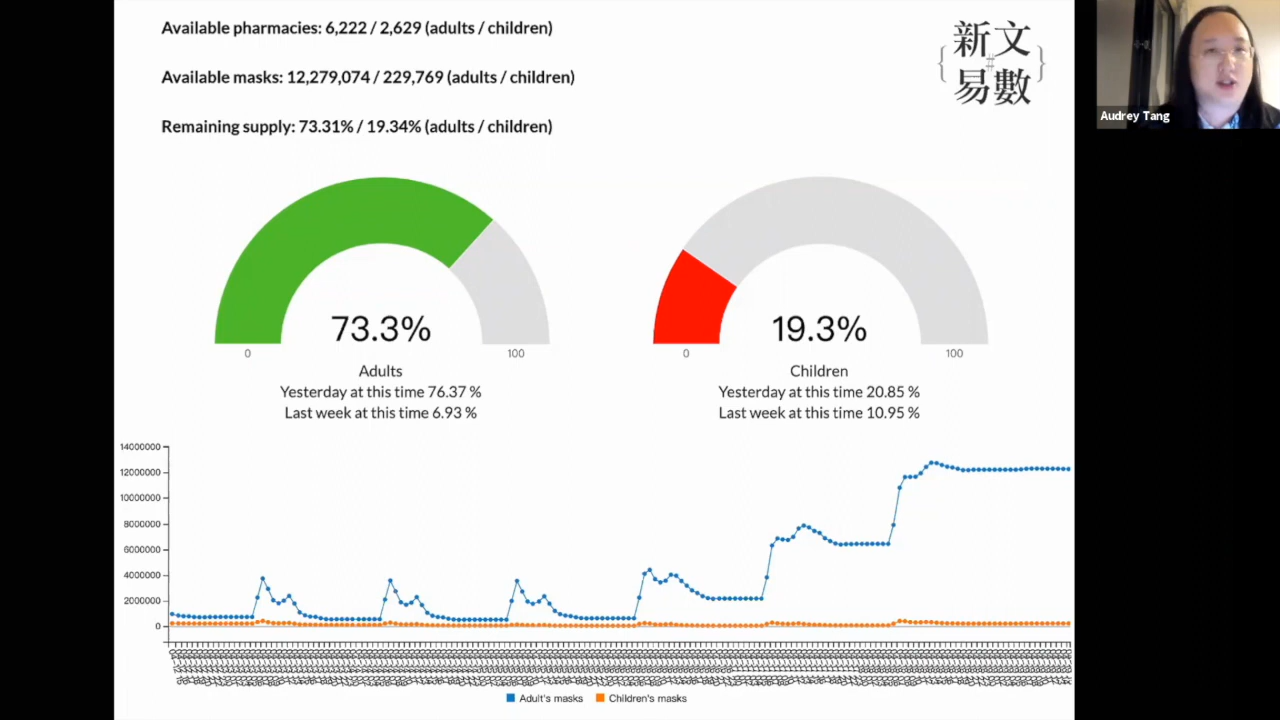 Available pharmacies: 6,222 / 2,629 (adults / children)
Available masks: 12,279,074 / 229,769 (adults / children)
Remaining supply: 73.31% / 19.34% (adults / children)
{新文
#
易數}
Audrey Tang
73.3%
0
100
Adults
Yesterday at this time 76.37 %
Last week at this time 6.93 %
19.3%
0
100
Children
Yesterday at this time 20.85 %
Last week at this time 10.95 %
14000000
12000000
10000000
8000000
6000000
4000000
2000000
0
Adult's masks
Children's masks